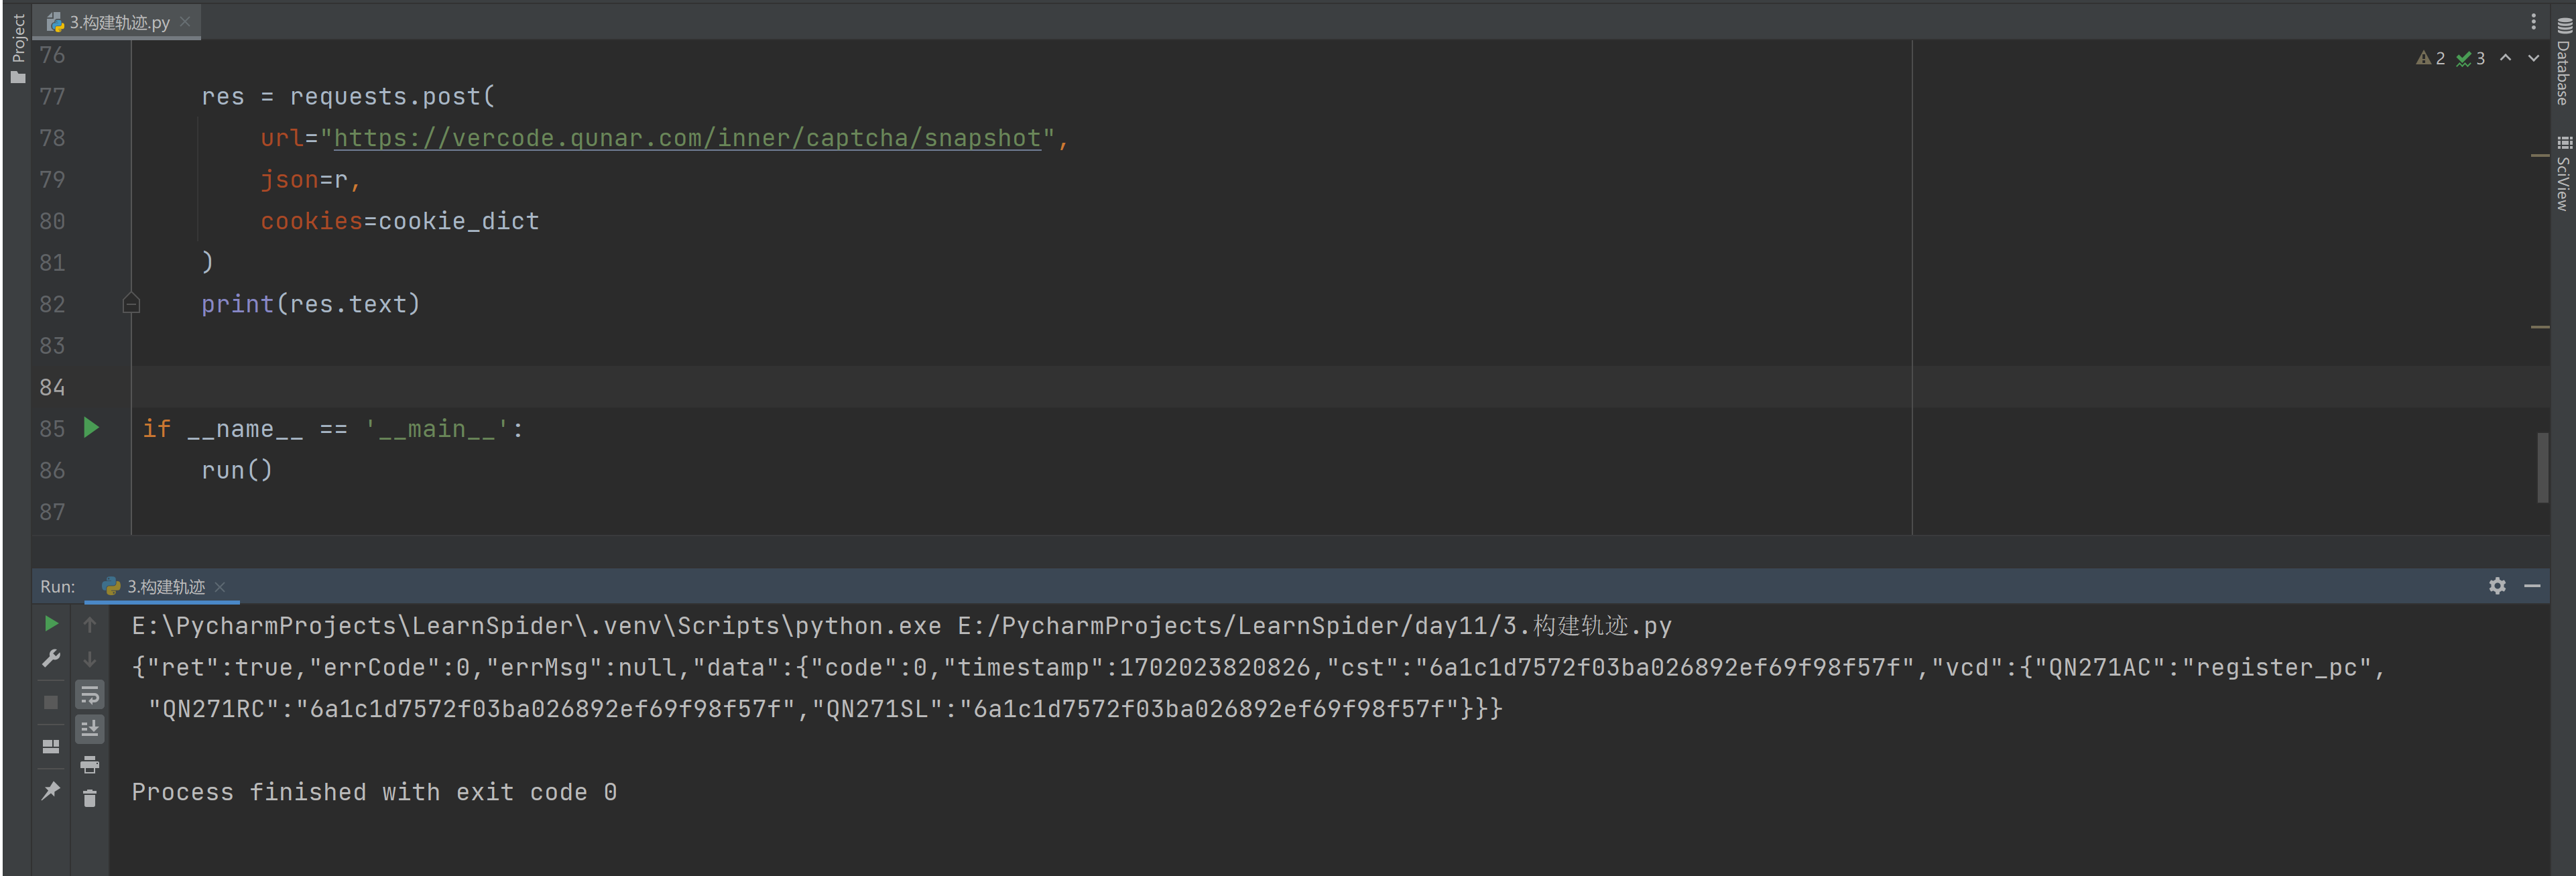 Project
3.构建轨迹.py
2 3
Database
SciView
76
77 res = requests.post(
78 url="https://vercode.qunar.com/inner/captcha/snapshot",
79 json=r,
80 cookies=cookie_dict
81 )
82 print(res.text)
83
84
85 if __name__ == '__main__':
86 run()
87
Run: 3.构建轨迹
E:\PycharmProjects\LearnSpider\.venv\Scripts\python.exe E:/PycharmProjects/LearnSpider/day11/3.构建轨迹.py
{"ret":true,"errCode":0,"errMsg":null,"data":{"code":0,"timestamp":1702023820826,"cst":"6a1c1d7572f03ba026892ef69f98f57f","vcd":{"QN271AC":"register_pc",
"QN271RC":"6a1c1d7572f03ba026892ef69f98f57f","QN271SL":"6a1c1d7572f03ba026892ef69f98f57f"}}}
Process finished with exit code 0